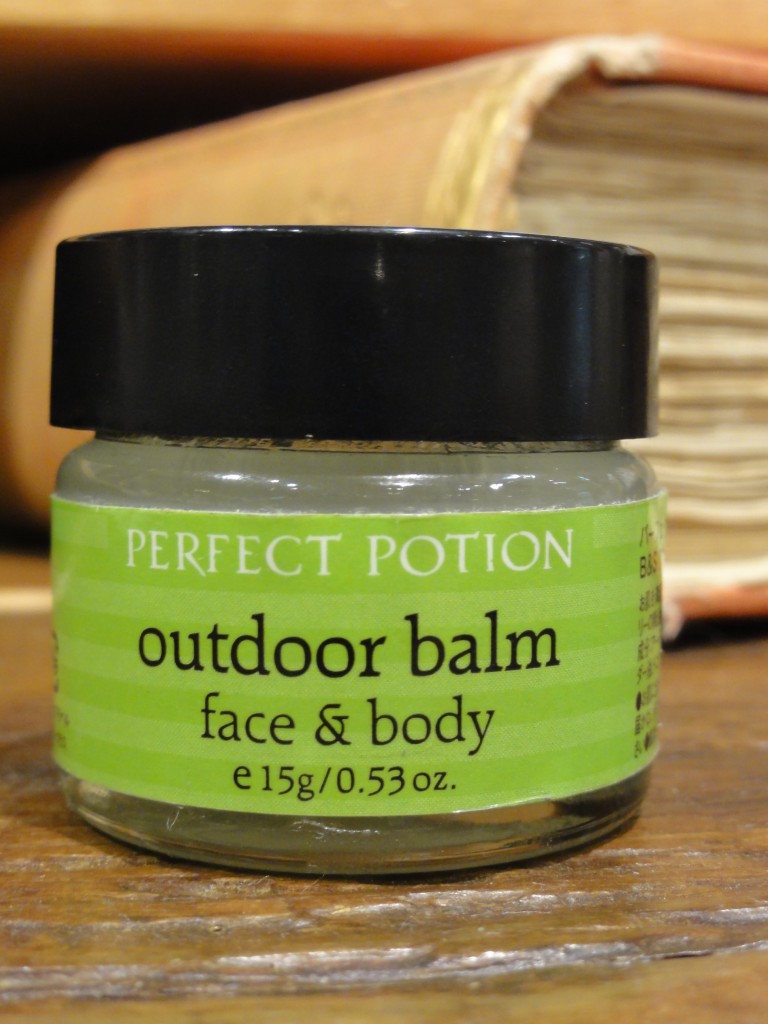 PERFECT POTION
outdoor balm
face & body
e 15g/0.53 oz.